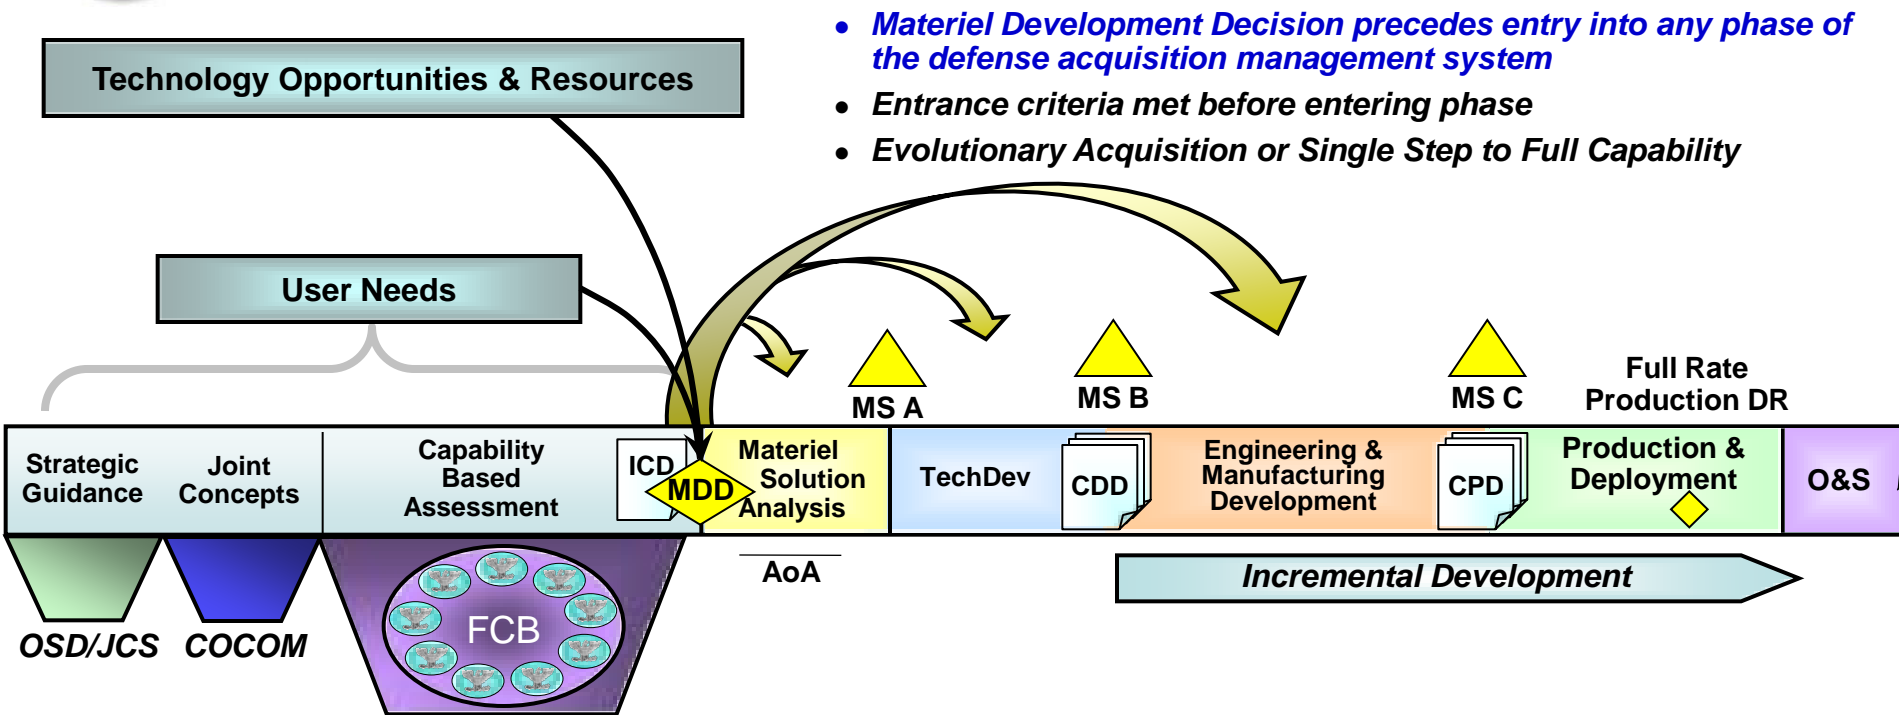 • Materiel Development Decision precedes entry into any phase of
the defense acquisition management system
• Entrance criteria met before entering phase
• Evolutionary Acquisition or Single Step to Full Capability
Technology Opportunities & Resources
User Needs
MS A
MS B
MS C
Full Rate
Production DR
Strategic
Guidance
Joint
Concepts
Capability
Based
Assessment
ICD
MDD
Materiel
Solution
Analysis
TechDev
CDD
Engineering &
Manufacturing
Development
CPD
Production &
Deployment
O&S
AoA
Incremental Development
OSD/JCS
COCOM
FCB